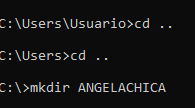 C:\Users\Usuario>cd ..
C:\Users>cd ..
C:\>mkdir ANGELACHICA